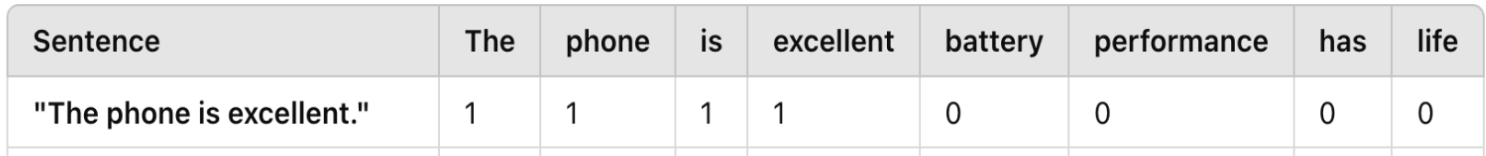 Sentence The phone is excellent battery performance has life
"The phone is excellent." 1 1 1 1 0 0 0 0